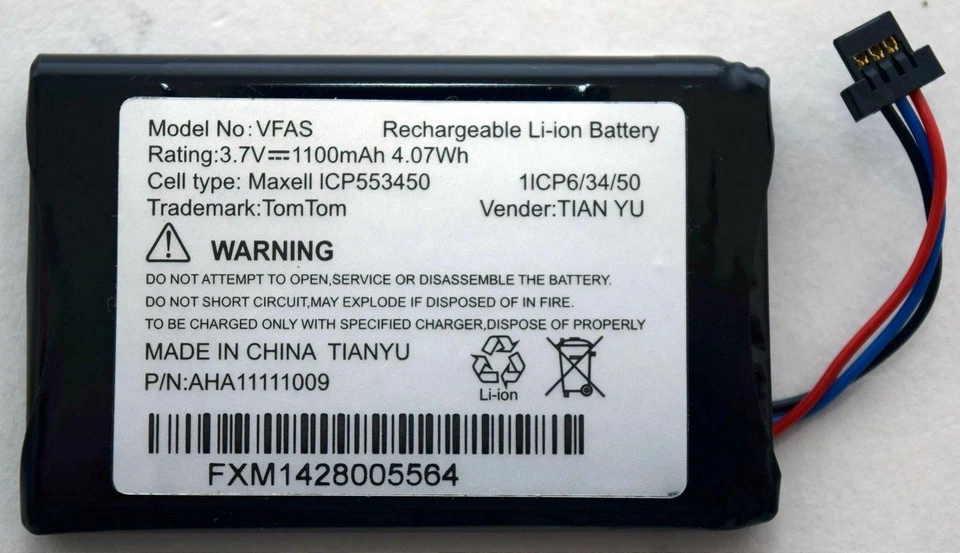 Model No:VFAS Rechargeable Li-ion Battery
Rating:3.7V⎓1100mAh 4.07Wh
Cell type: Maxell ICP553450 1ICP6/34/50
Trademark:TomTom Vender:TIAN YU
WARNING
DO NOT ATTEMPT TO OPEN,SERVICE OR DISASSEMBLE THE BATTERY.
DO NOT SHORT CIRCUIT,MAY EXPLODE IF DISPOSED OF IN FIRE.
TO BE CHARGED ONLY WITH SPECIFIED CHARGER,DISPOSE OF PROPERLY
MADE IN CHINA TIANYU
P/N:AHA11111009
Li-ion
FXM1428005564